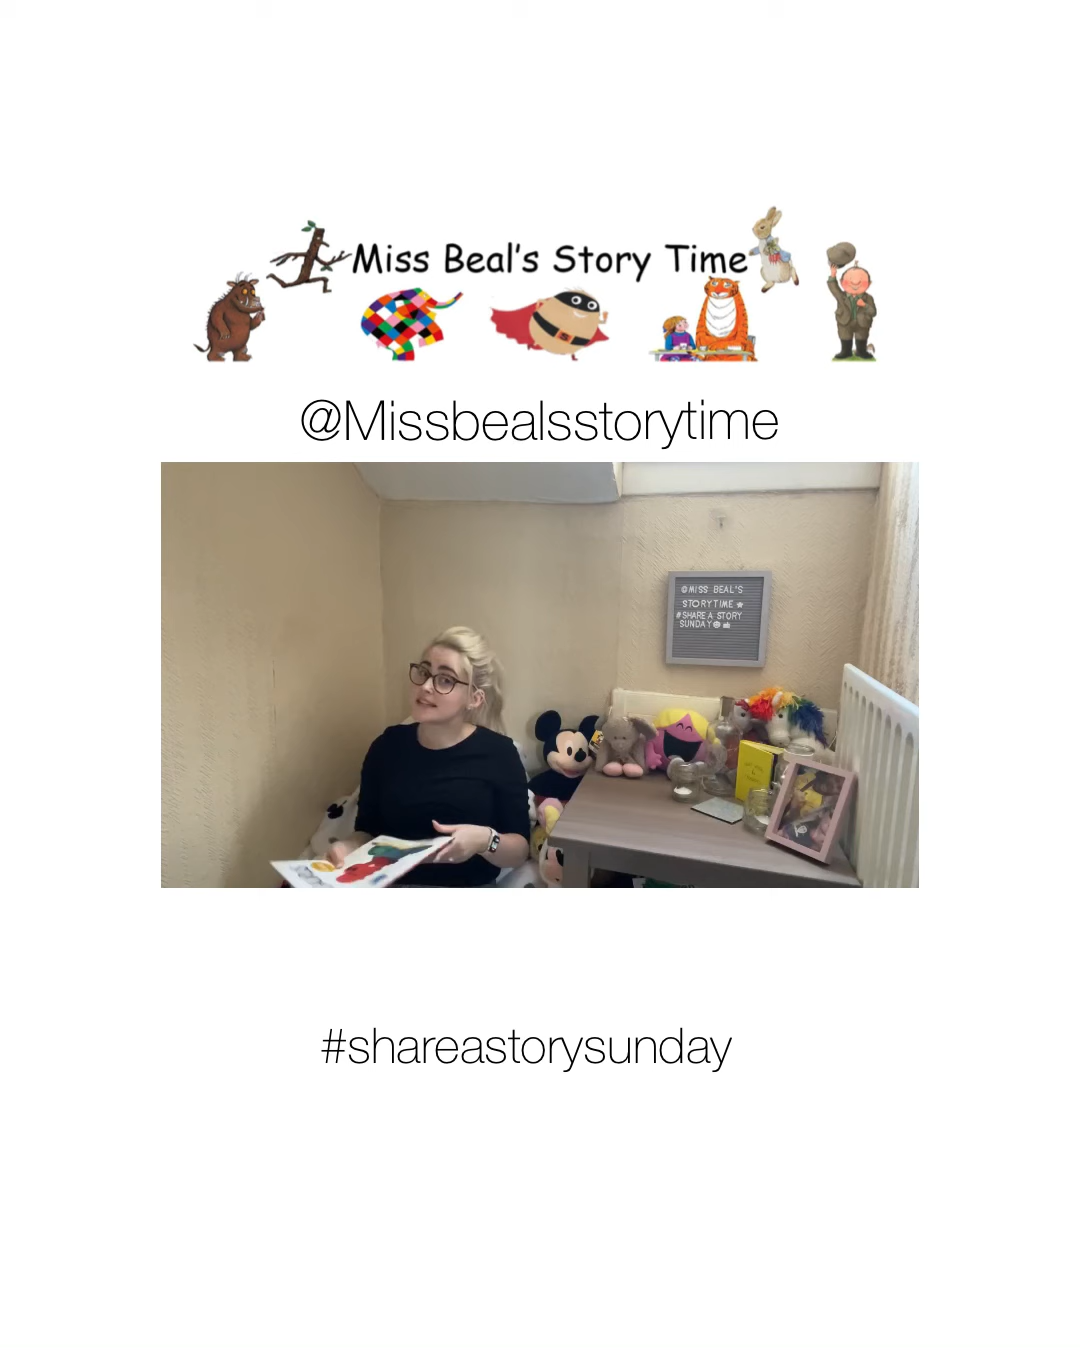 Miss Beal's Story Time
@Missbealsstorytime
@MISS BEAL'S
STORYTIME ★
#SHARE A STORY
SUNDAY
#shareastorysunday